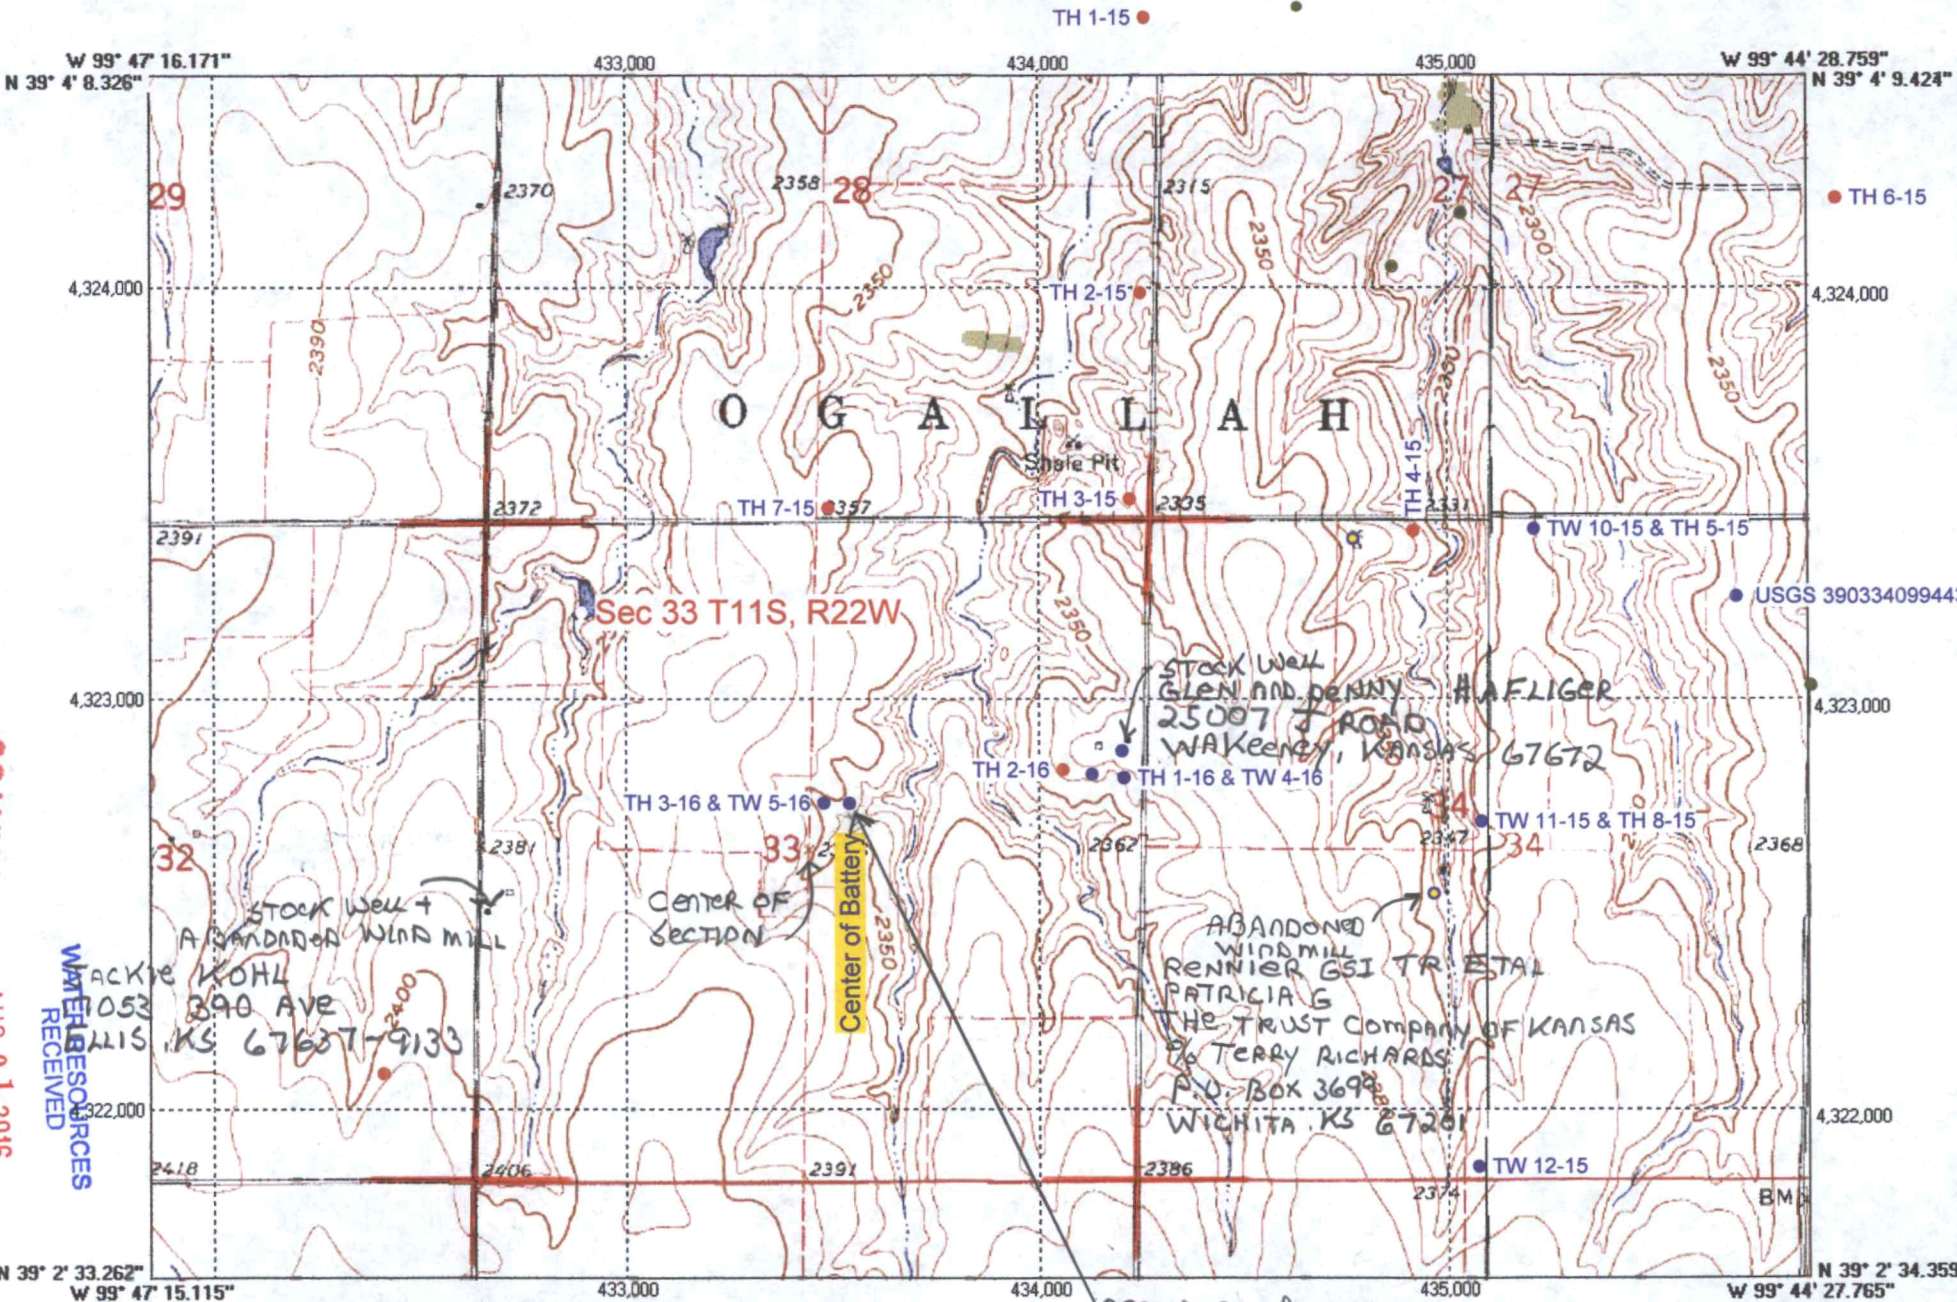 TH 1-15
W 99° 47' 16.171"
433,000
434,000
435,000
W 99° 44' 28.759"
N 39° 4' 8.326"
N 39° 4' 9.424"
29
2370
2358
28
2315
27
27
TH 6-15
2300
2350
2350
4,324,000
TH 2-15
4,324,000
2390
2350
OGALLAH
Shale Pit
TH 4-15
2372
TH 7-15
2357
TH 3-15
2335
2331
2391
TW 10-15 & TH 5-15
Sec 33 T11S, R22W
2350
STOCK WELL
GLEN AND DENNY HAFLIGER
25007 J ROAD
WAKEENEY, KANSAS 67672
4,323,000
4,323,000
TH 2-16
TH 1-16 & TW 4-16
TH 3-16 & TW 5-16
34
TW 11-15 & TH 8-15
32
2381
33
2362
2347
34
2368
Center of Battery
STOCK WELL +
ABANDONED WIND MILL
JACKIE KOHL
390 AVE
ELLIS, KS 67637-9133
CENTER OF
SECTION
2350
ABANDONED
WINDMILL
RENNIER GSI TR ETAL
PATRICIA G
THE TRUST COMPANY OF KANSAS
% TERRY RICHARDS
P.O. BOX 3699
WICHITA, KS 67201
2400
WATER RESOURCES
RECEIVED
4,322,000
4,322,000
2418
2406
2391
2386
TW 12-15
2374
BM
N 39° 2' 33.262"
N 39° 2' 34.359
W 99° 47' 15.115"
433,000
434,000
435,000
W 99° 44' 27.765"